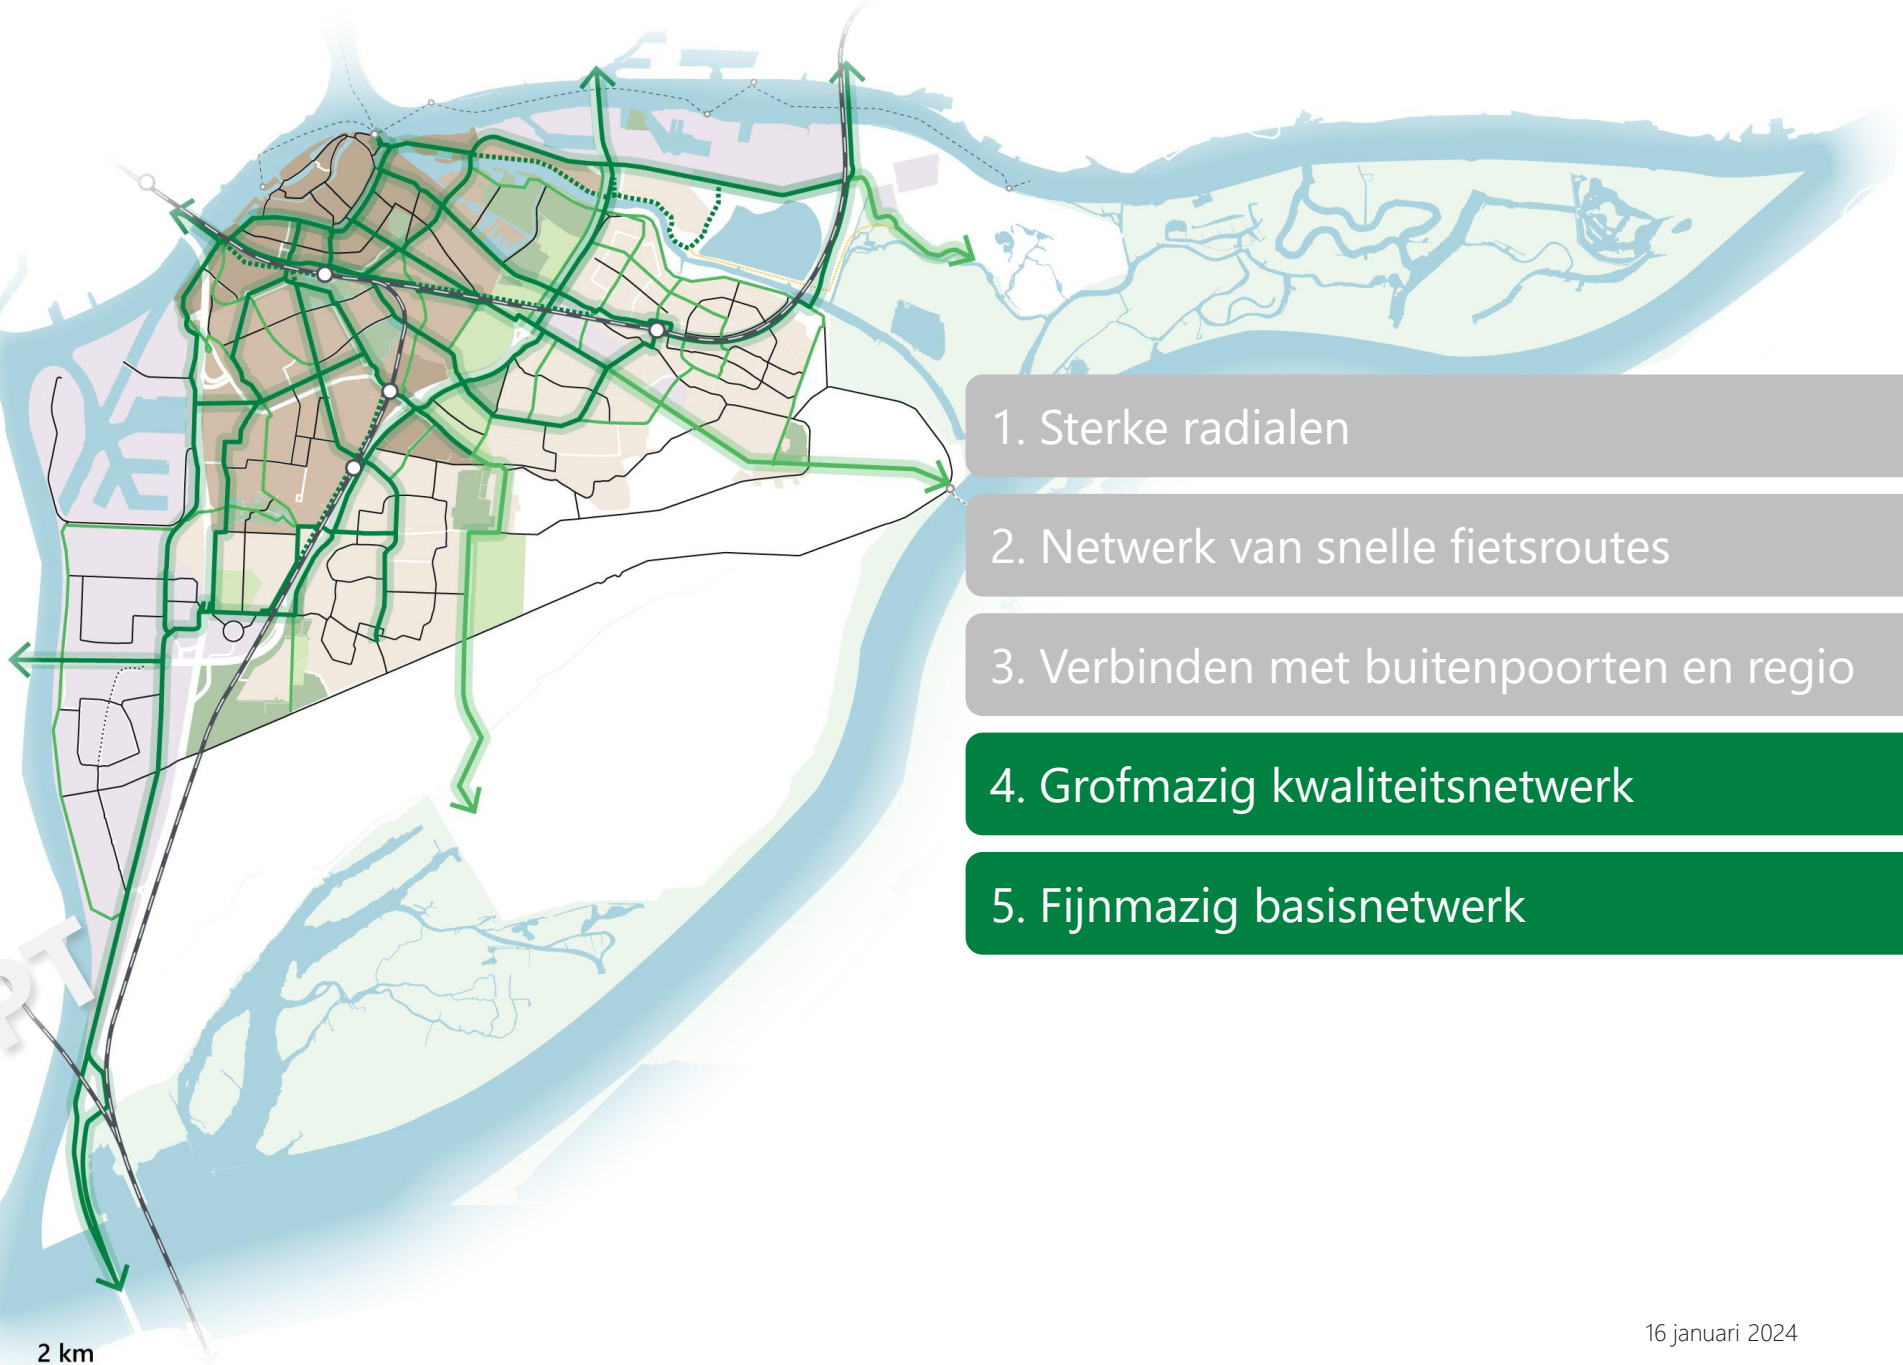 1. Sterke radialen
2. Netwerk van snelle fietsroutes
3. Verbinden met buitenpoorten en regio
4. Grofmazig kwaliteitsnetwerk
5. Fijnmazig basisnetwerk
PT
16 januari 2024
2 km